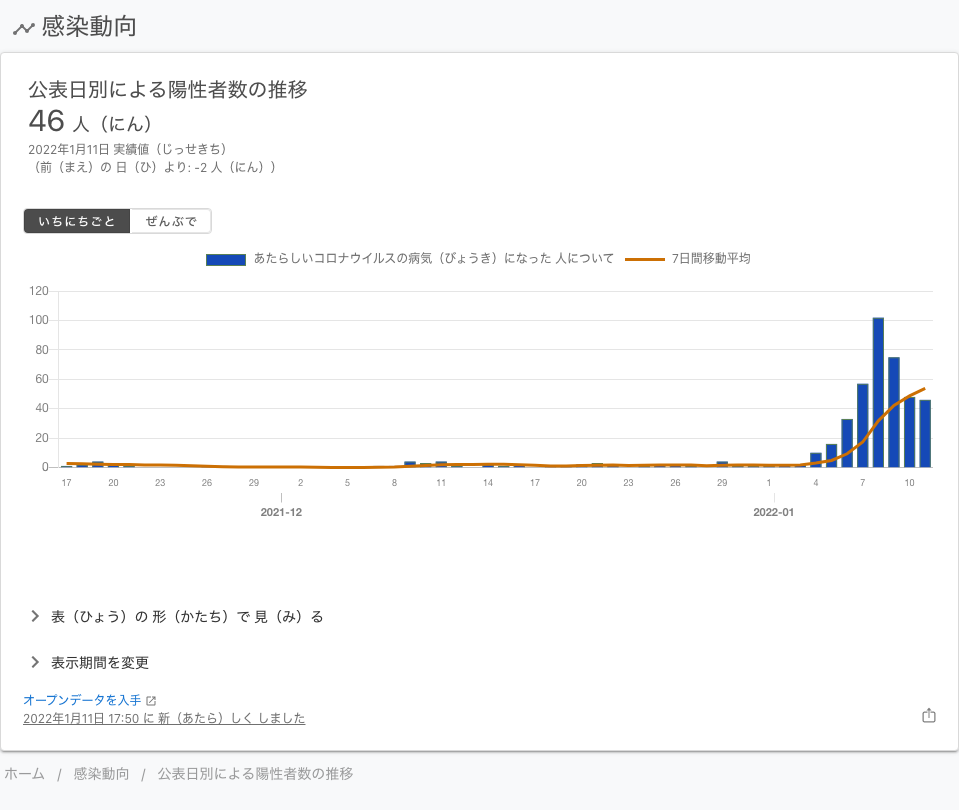 感染動向
公表日別による陽性者数の推移
46 人（にん）
2022年1月11日 実績値（じっせきち）
（前（まえ）の 日（ひ）より: -2 人（にん））
いちにちごと ぜんぶで
あたらしいコロナウイルスの病気（びょうき）になった 人について 7日間移動平均
120
100
80
60
40
20
0
17 20 23 26 29 2 5 8 11 14 17 20 23 26 29 1 4 7 10
2021-12 2022-01
表（ひょう）の 形（かたち）で 見（み）る
表示期間を変更
オープンデータを入手
2022年1月11日 17:50 に 新（あたら）しく しました
ホーム / 感染動向 / 公表日別による陽性者数の推移